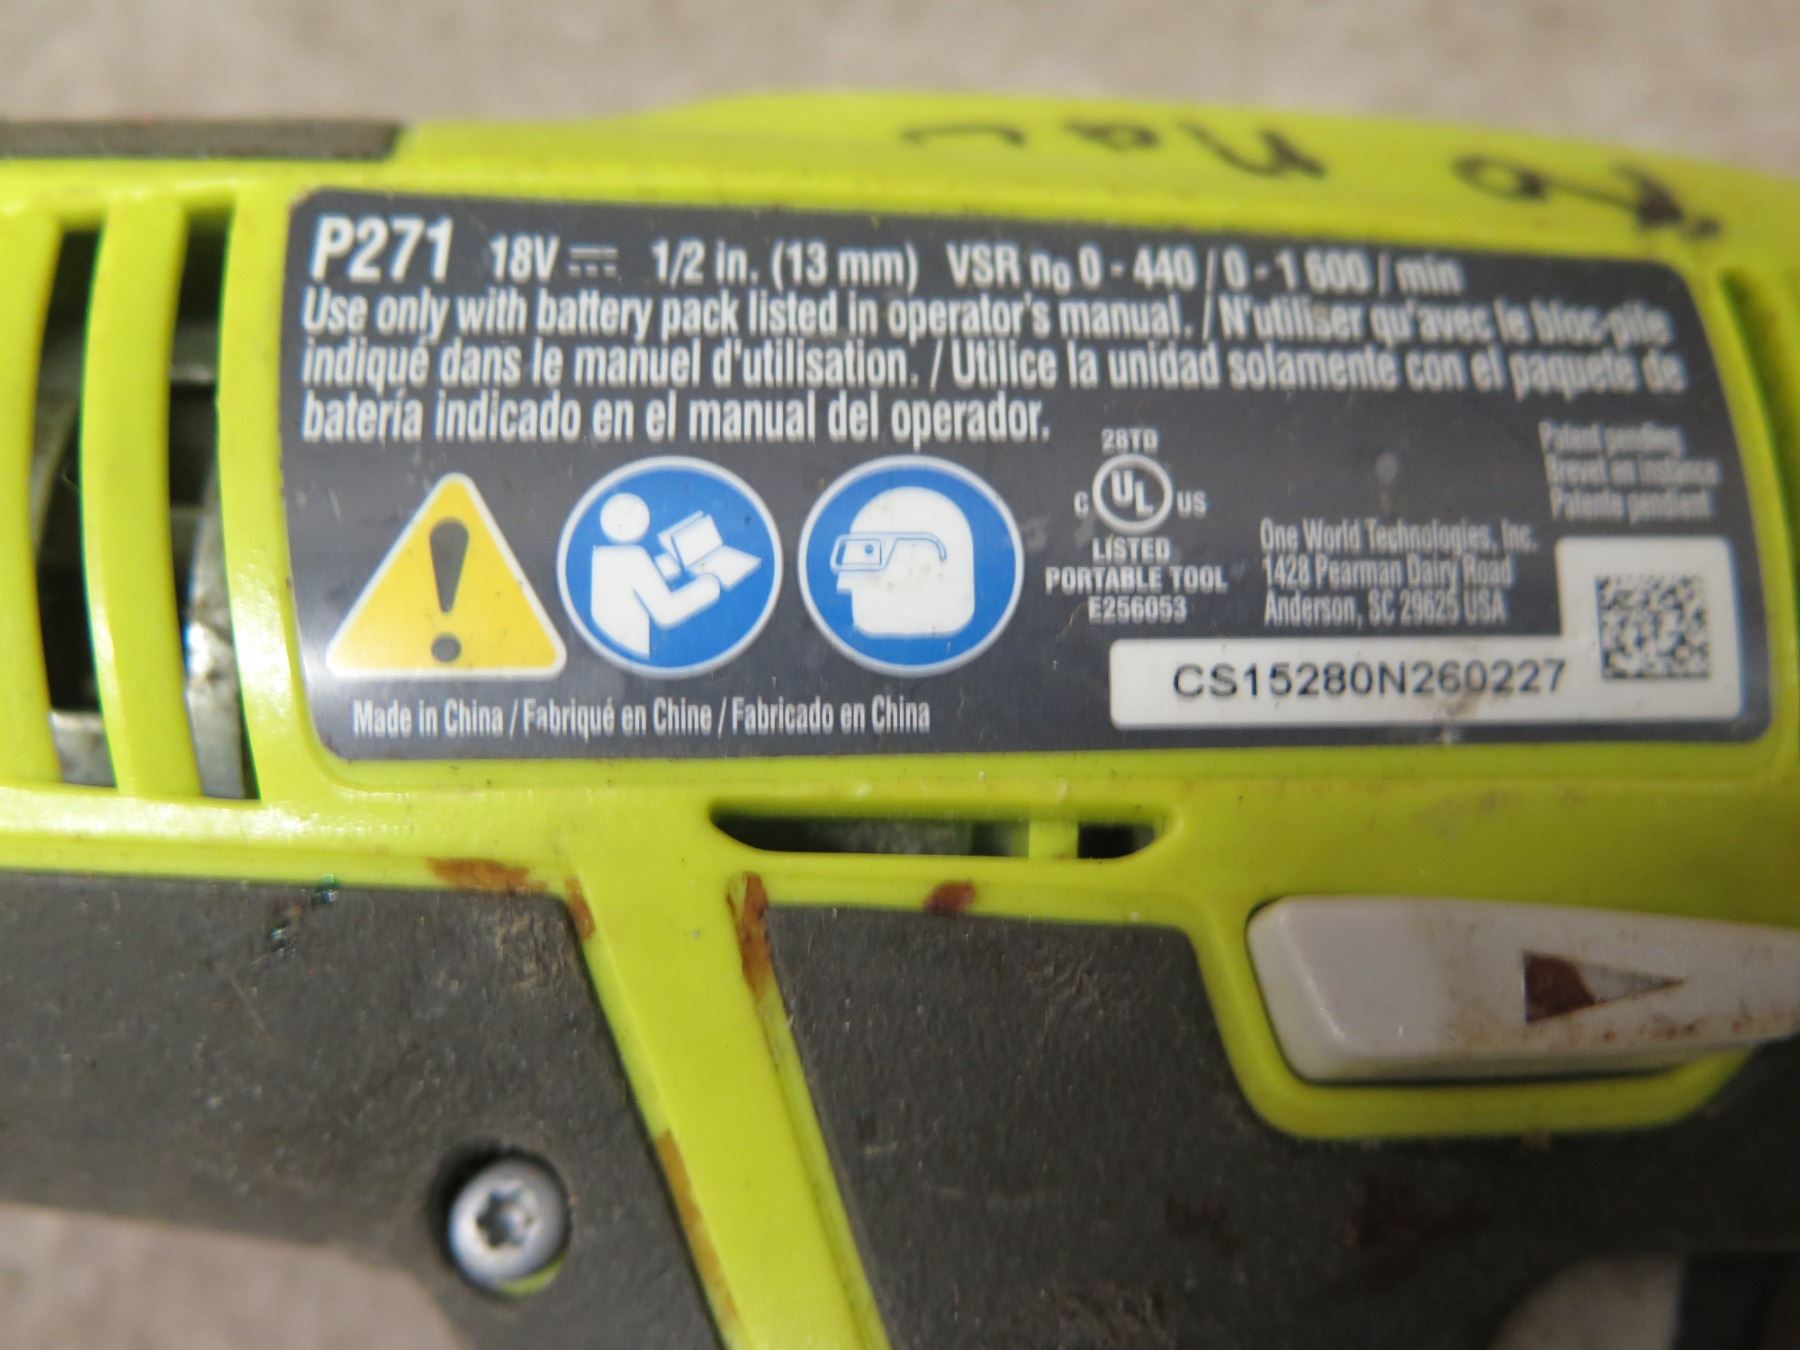 P271 18V 1/2 in. (13 mm) VSR n₀ 0 - 440 / 0 - 1 600 / min
Use only with battery pack listed in operator's manual. / N'utiliser qu'avec le bloc-pile
indiqué dans le manuel d'utilisation. / Utilice la unidad solamente con el paquete de
batería indicado en el manual del operador.
28TD
C UL US
LISTED
PORTABLE TOOL
E256053
Patent pending
Brevet en instance
Patente pendient
One World Technologies, Inc.
1428 Pearman Dairy Road
Anderson, SC 29625 USA
CS15280N260227
Made in China / Fabriqué en Chine / Fabricado en China